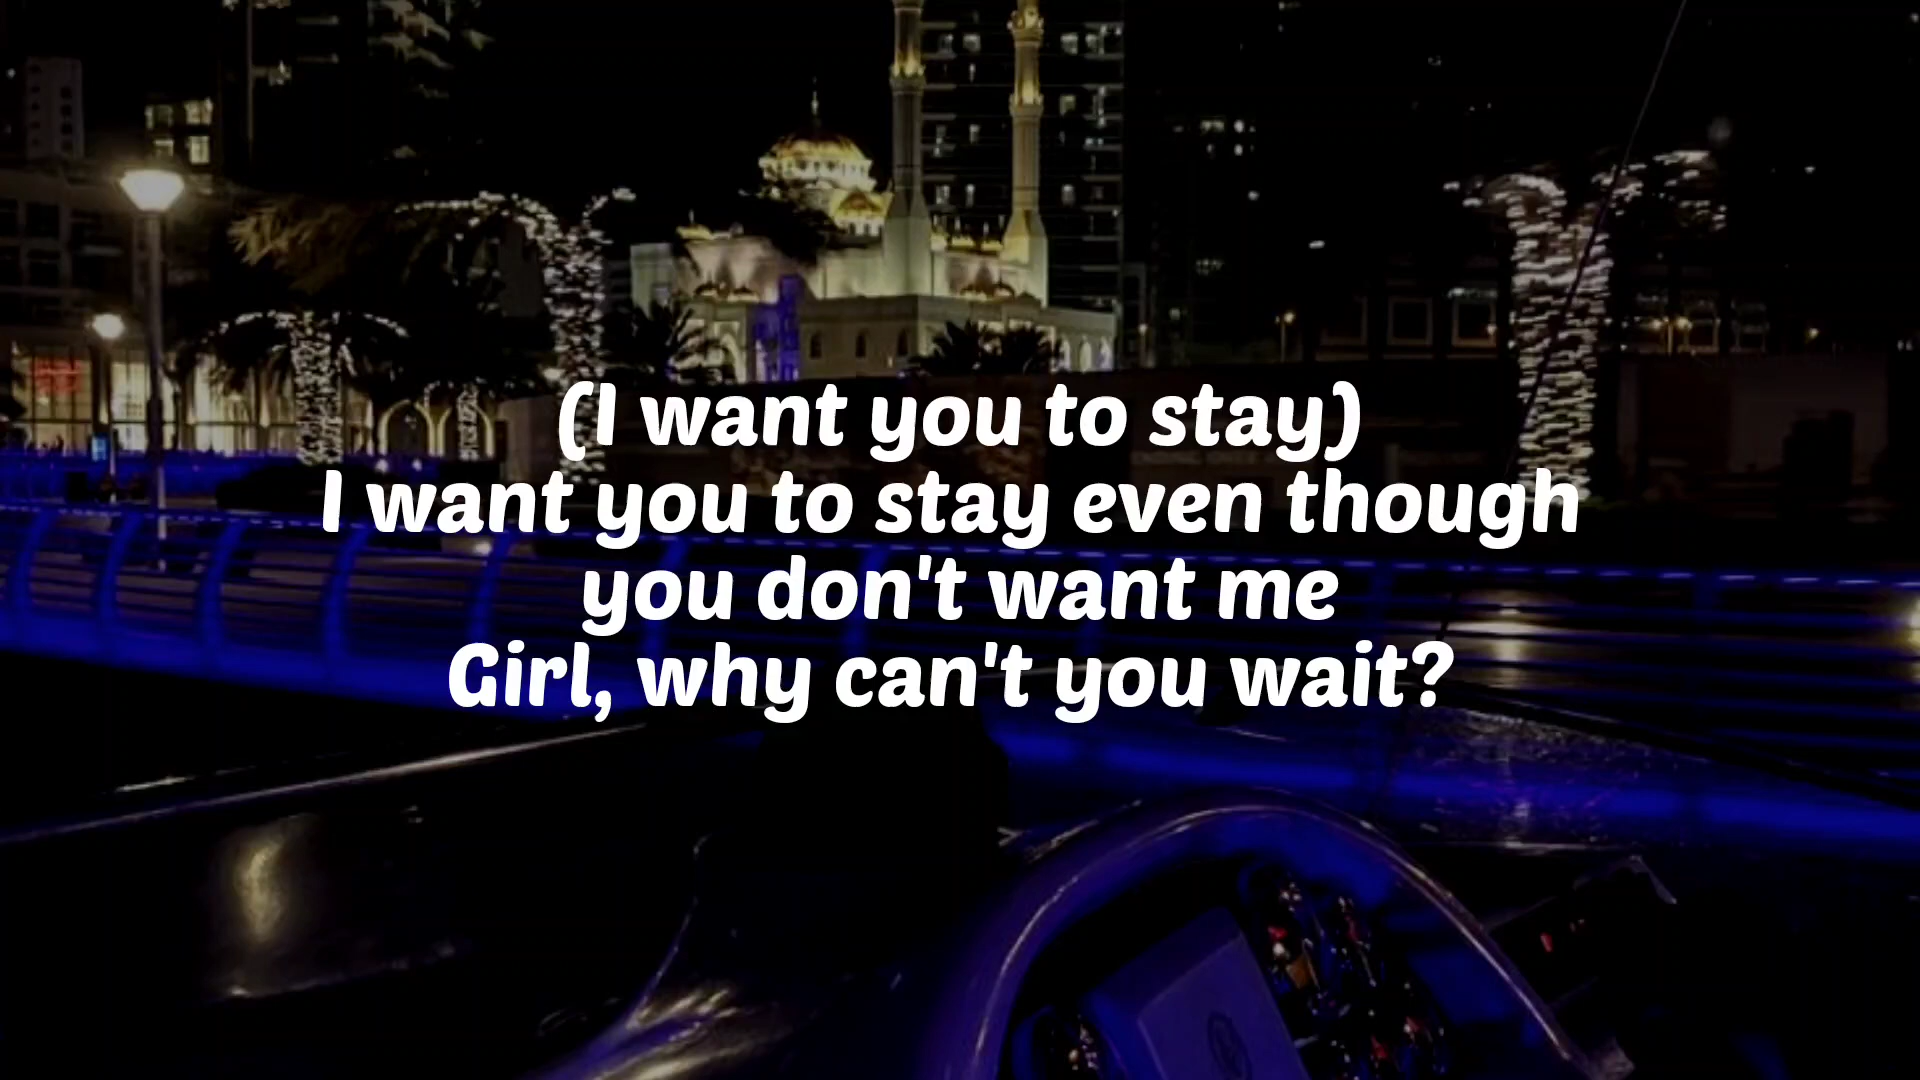 (I want you to stay)
I want you to stay even though
you don't want me
Girl, why can't you wait?